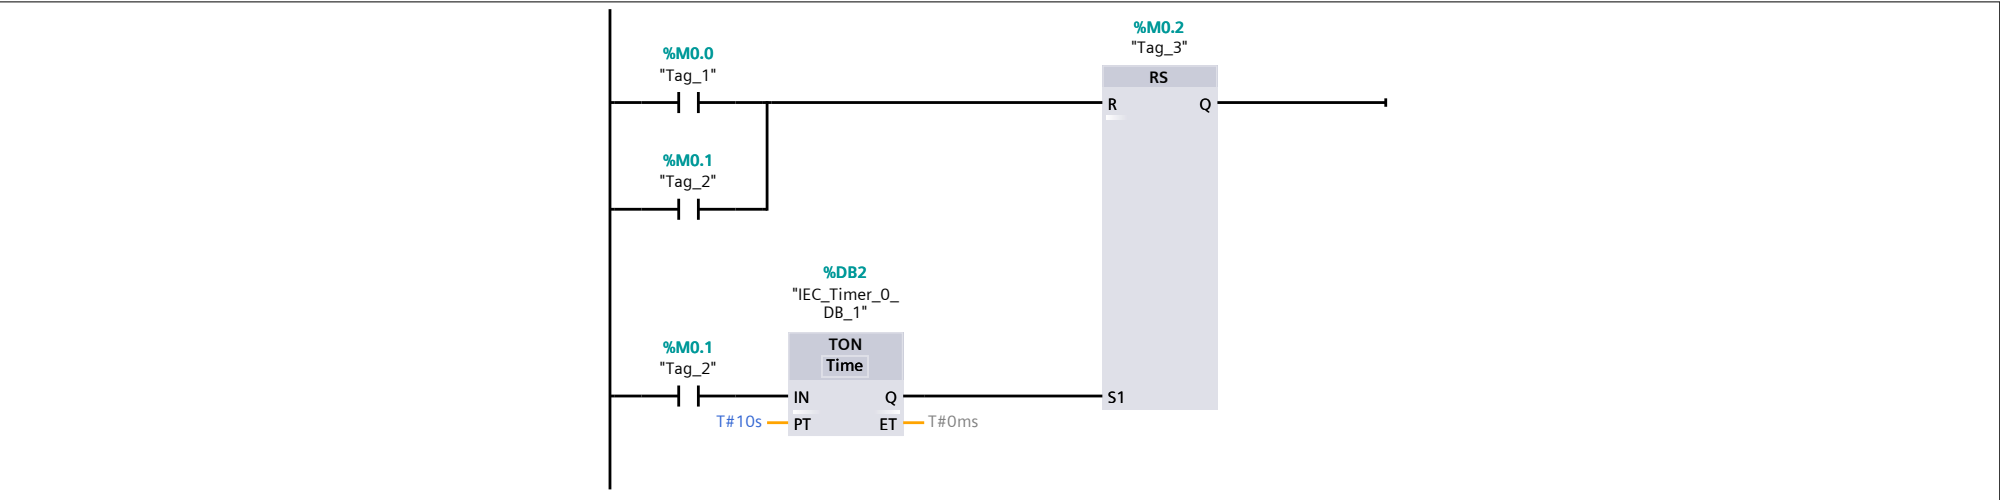 %M0.2
"Tag_3"
%M0.0
"Tag_1"
RS
R
Q
%M0.1
"Tag_2"
%DB2
"IEC_Timer_0_
DB_1"
TON
Time
%M0.1
"Tag_2"
IN
Q
S1
T#10s
PT
ET
T#0ms